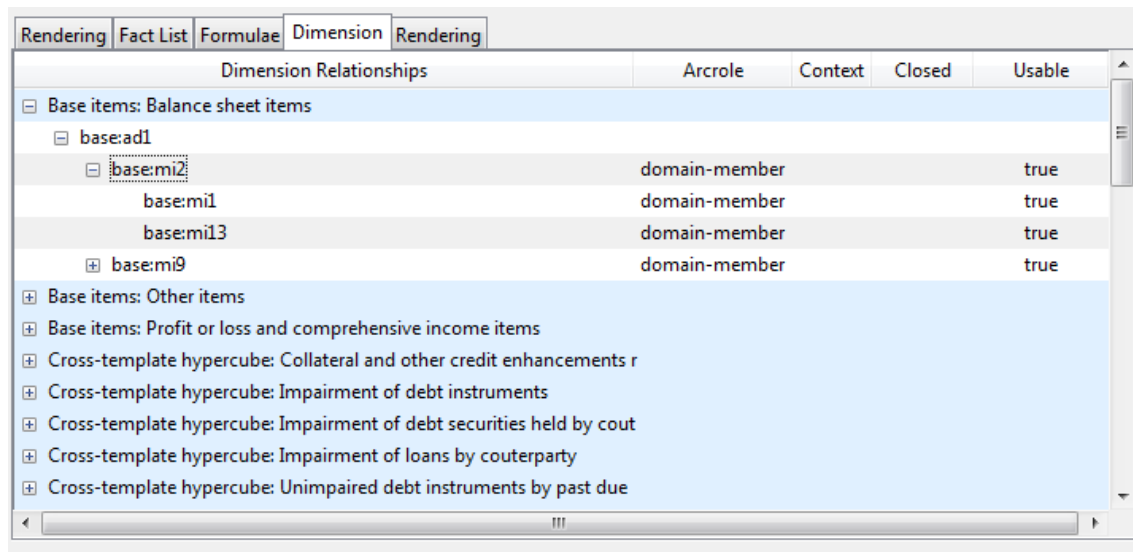 Rendering Fact List Formulae Dimension Rendering
Dimension Relationships Arcrole Context Closed Usable
Base items: Balance sheet items
base:ad1
base:mi2 domain-member true
base:mi1 domain-member true
base:mi13 domain-member true
base:mi9 domain-member true
Base items: Other items
Base items: Profit or loss and comprehensive income items
Cross-template hypercube: Collateral and other credit enhancements r
Cross-template hypercube: Impairment of debt instruments
Cross-template hypercube: Impairment of debt securities held by cout
Cross-template hypercube: Impairment of loans by couterparty
Cross-template hypercube: Unimpaired debt instruments by past due